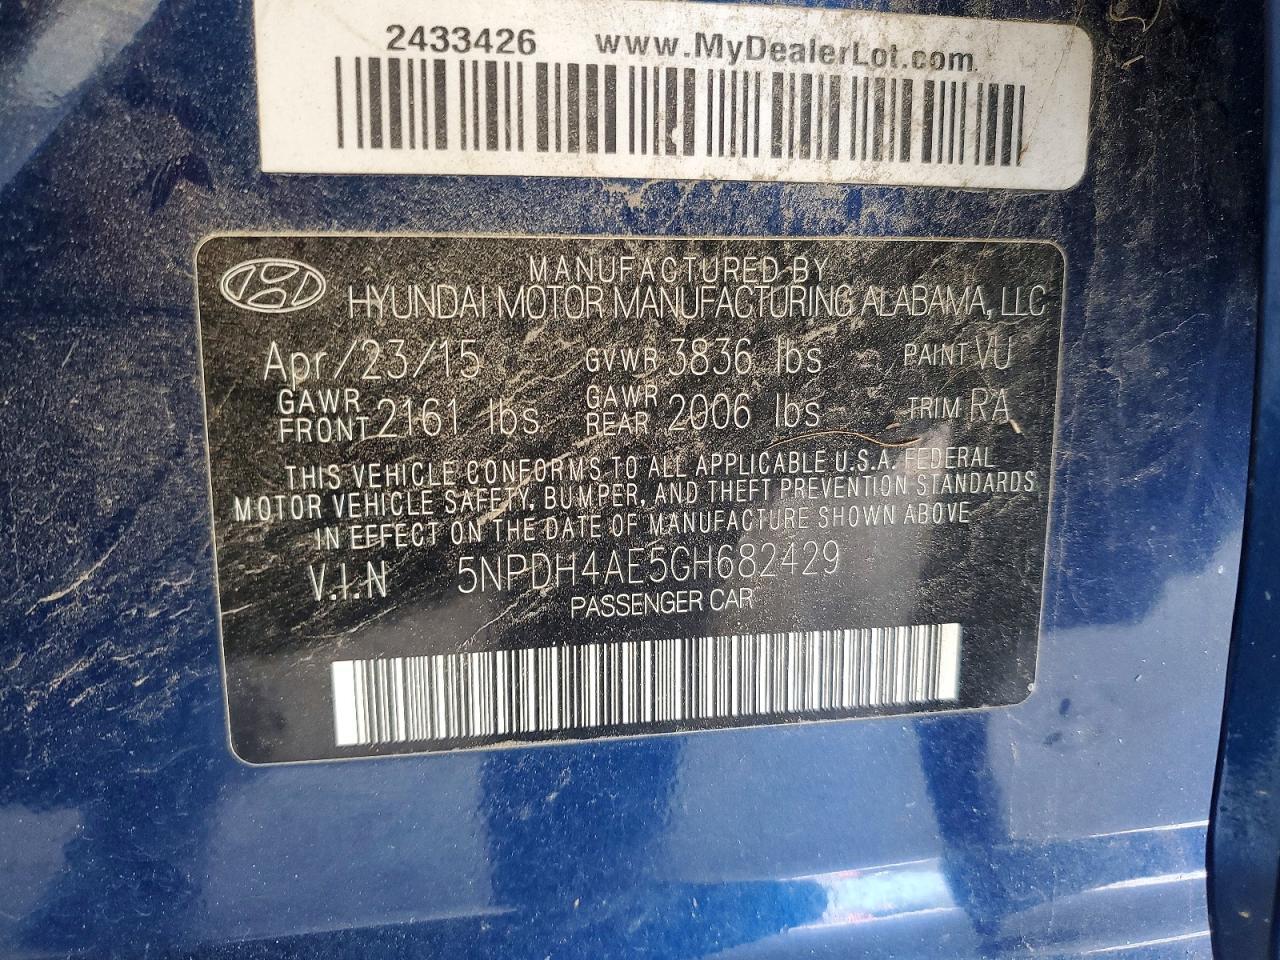 2433426 www.MyDealerLot.com
MANUFACTURED BY
HYUNDAI MOTOR MANUFACTURING ALABAMA, LLC
Apr/23/15 GVWR 3836 lbs PAINT VU
GAWR FRONT 2161 lbs GAWR REAR 2006 lbs TRIM RA
THIS VEHICLE CONFORMS TO ALL APPLICABLE U.S.A. FEDERAL
MOTOR VEHICLE SAFETY, BUMPER, AND THEFT PREVENTION STANDARDS
IN EFFECT ON THE DATE OF MANUFACTURE SHOWN ABOVE
V.I.N 5NPDH4AE5GH682429
PASSENGER CAR